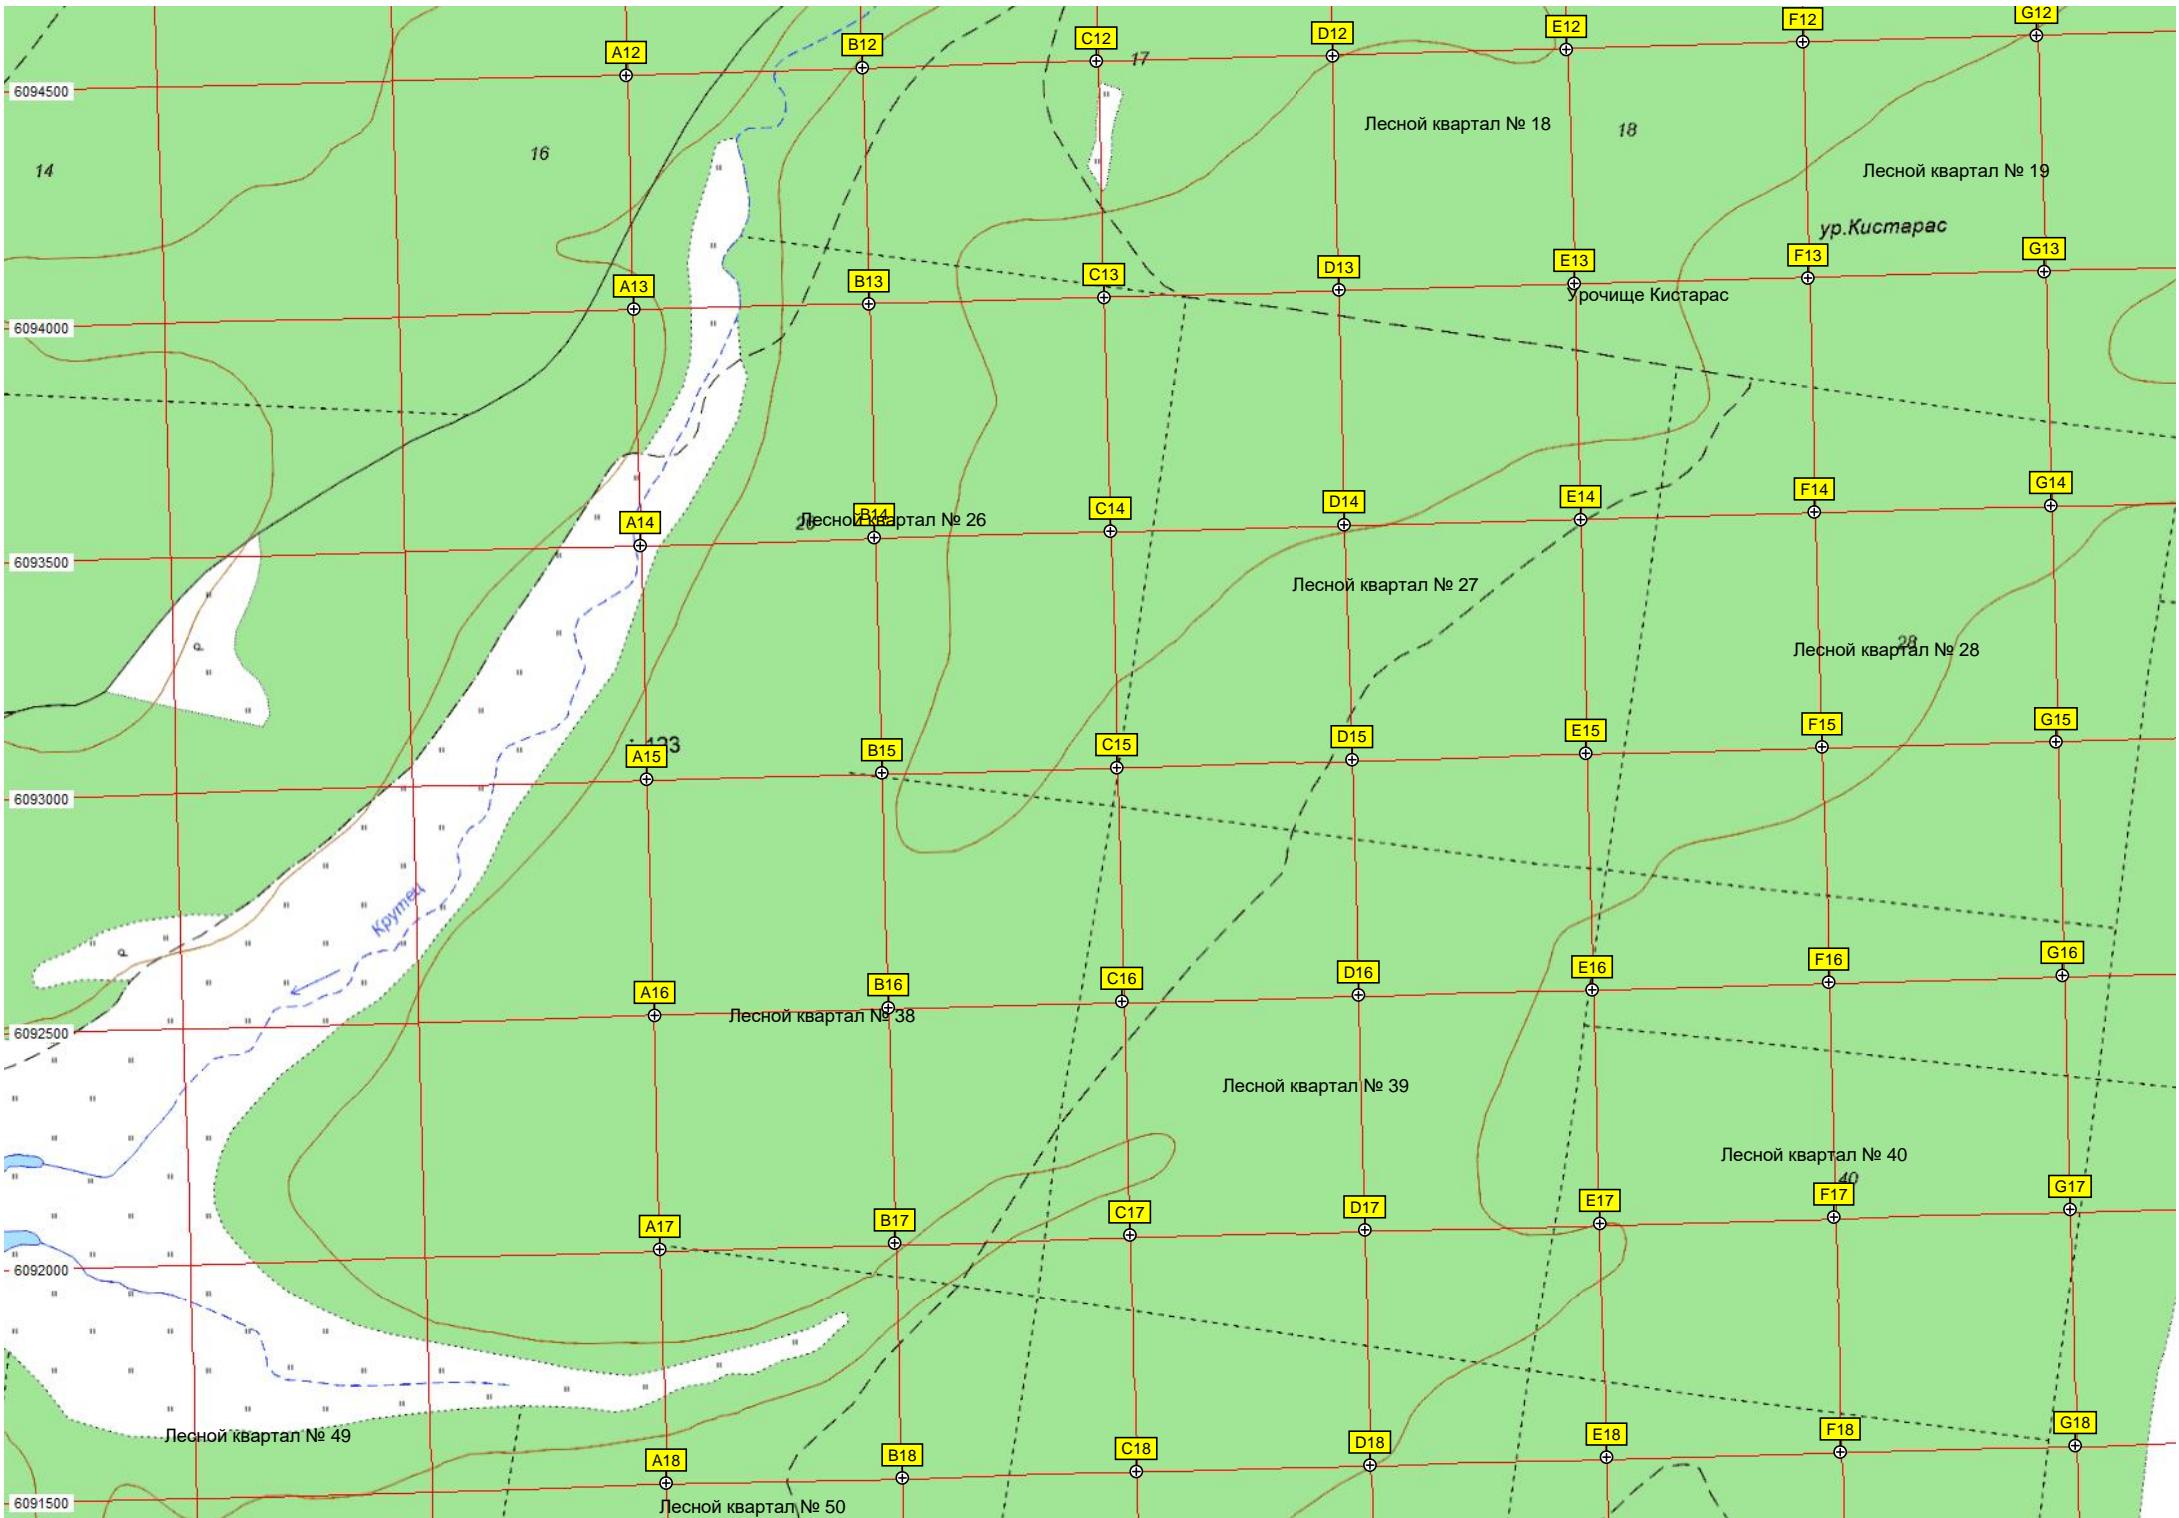 A12 B12 C12 D12 E12 F12 G12
17
6094500
Лесной квартал № 18
18
14
16
Лесной квартал № 19
ур.Кистарас
A13 B13 C13 D13 E13 F13 G13
Урочище Кистарас
6094000
A14 B14 C14 D14 E14 F14 G14
26
Лесной квартал № 26
6093500
Лесной квартал № 27
28
Лесной квартал № 28
р
123
A15 B15 C15 D15 E15 F15 G15
6093000
Крутец
р
A16 B16 C16 D16 E16 F16 G16
Лесной квартал № 38
6092500
Лесной квартал № 39
Лесной квартал № 40
40
A17 B17 C17 D17 E17 F17 G17
6092000
Лесной квартал № 49
A18 B18 C18 D18 E18 F18 G18
6091500
Лесной квартал № 50